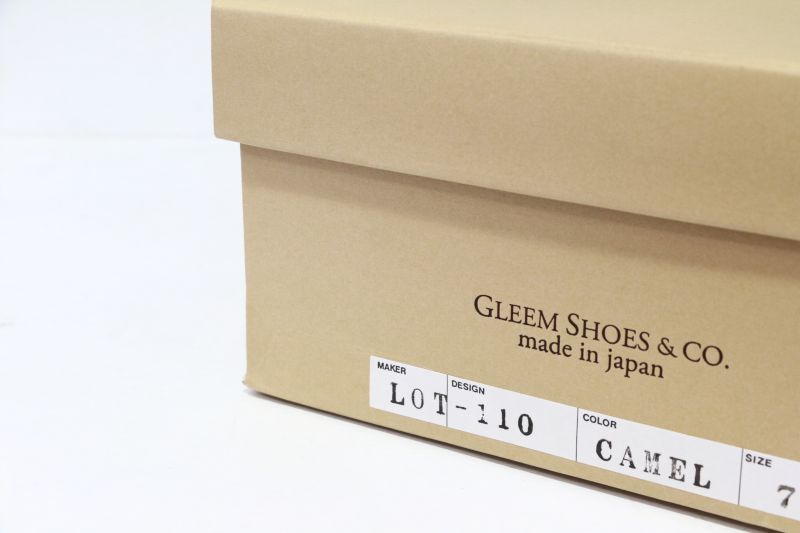 GLEEM SHOES & CO.
made in japan
MAKER DESIGN COLOR SIZE
LOT-110 CAMEL 7